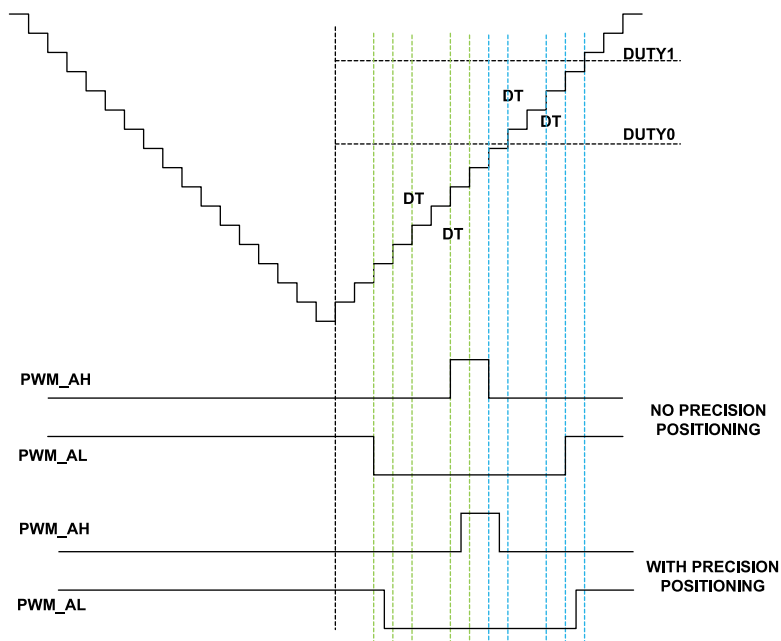 DUTY1
DT
DT
DUTY0
DT
DT
PWM_AH
NO PRECISION
POSITIONING
PWM_AL
PWM_AH
WITH PRECISION
POSITIONING
PWM_AL